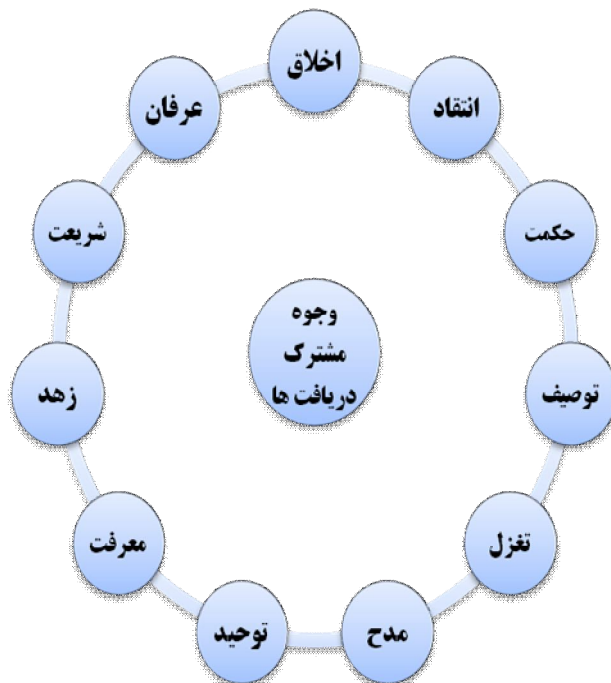 اخلاق
انتقاد
حکمت
توصیف
تغزل
مدح
توحید
معرفت
زهد
شریعت
عرفان
وجوه
مشترک
دریافت ها